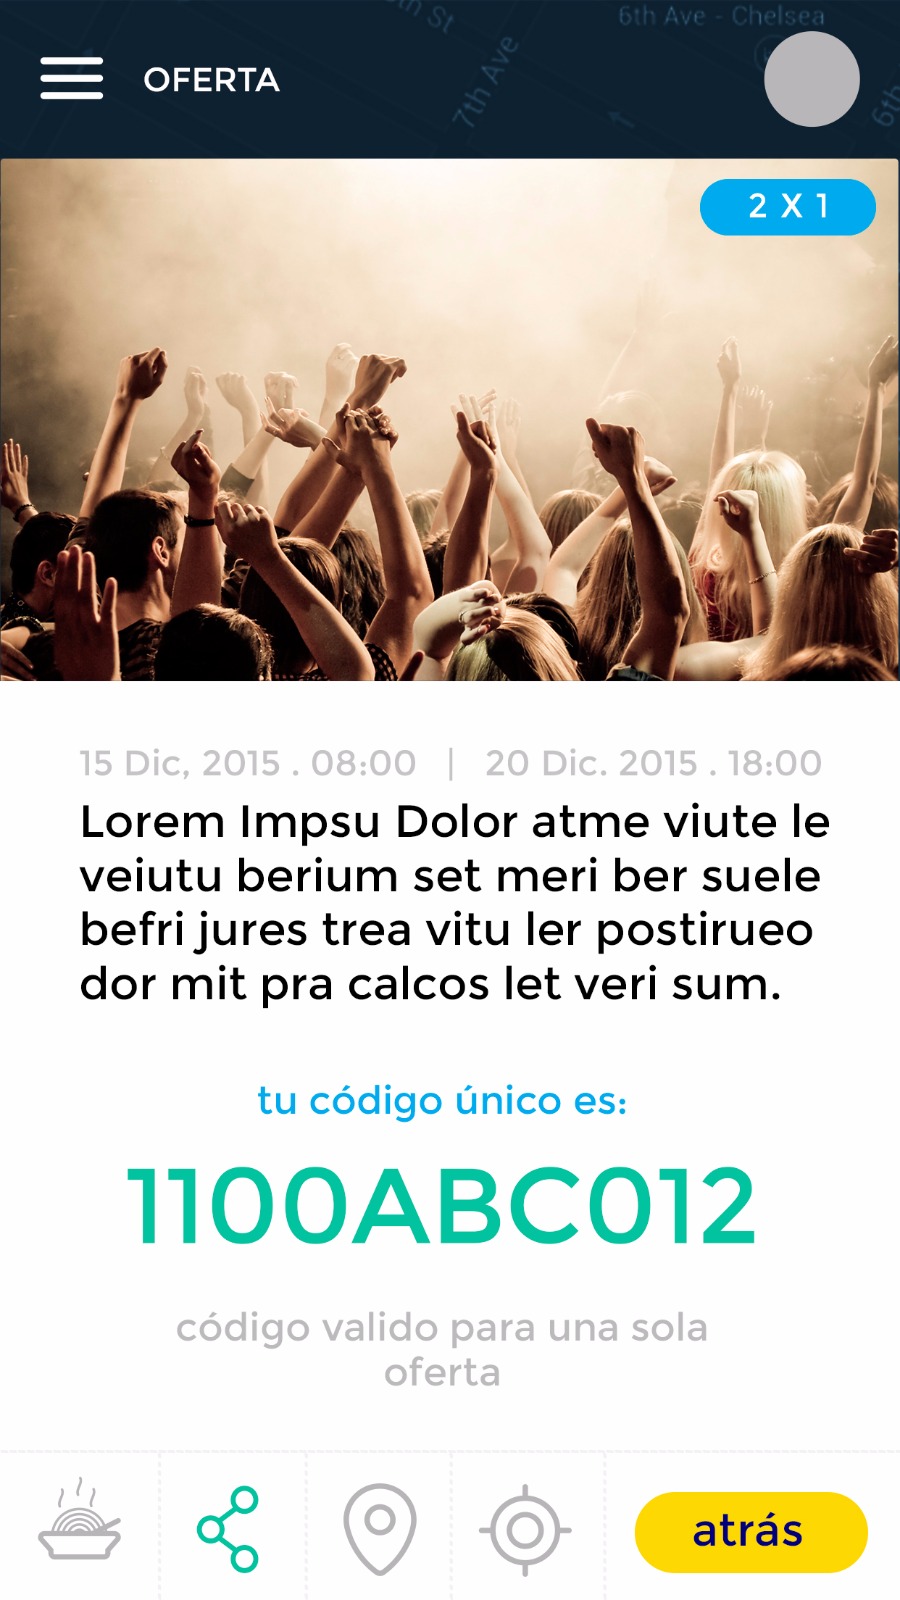 6th Ave - Chelsea
7th Ave
OFERTA
2 X 1
15 Dic, 2015 . 08:00 | 20 Dic. 2015 . 18:00
Lorem Impsu Dolor atme viute le
veiutu berium set meri ber suele
befri jures trea vitu ler postirueo
dor mit pra calcos let veri sum.
tu código único es:
1100ABC012
código valido para una sola
oferta
atrás